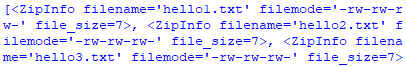 [<ZipInfo filename='hello1.txt' filemode='-rw-rw-r
w-' file_size=7>, <ZipInfo filename='hello2.txt' f
ilemode='-rw-rw-rw-' file_size=7>, <ZipInfo filena
me='hello3.txt' filemode='-rw-rw-rw-' file_size=7>